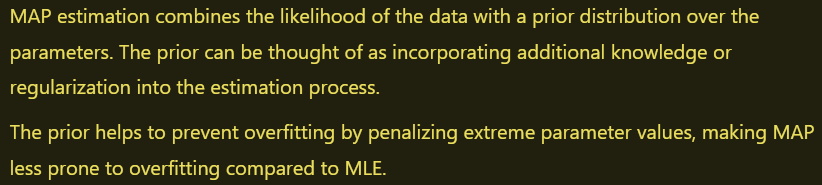 MAP estimation combines the likelihood of the data with a prior distribution over the
parameters. The prior can be thought of as incorporating additional knowledge or
regularization into the estimation process.
The prior helps to prevent overfitting by penalizing extreme parameter values, making MAP
less prone to overfitting compared to MLE.